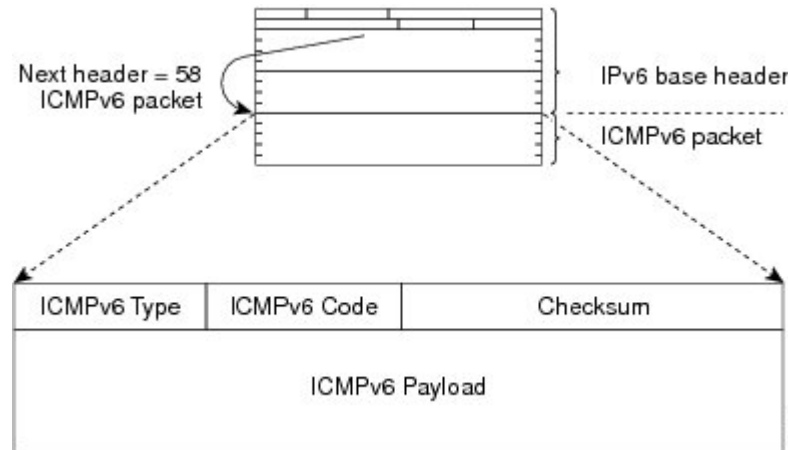 Next header = 58
ICMPv6 packet
IPv6 base header
ICMPv6 packet
ICMPv6 Type
ICMPv6 Code
Checksum
ICMPv6 Payload